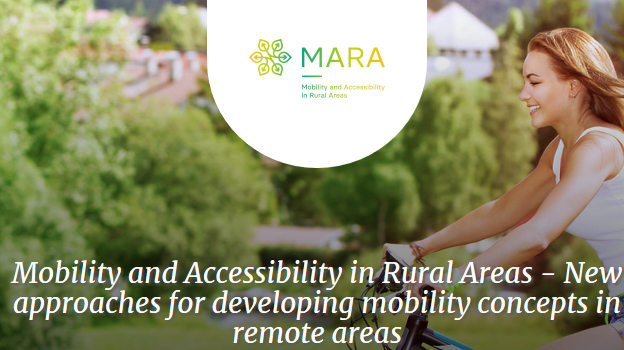 MARA
Mobility and Accessibility
in Rural Areas
Mobility and Accessibility in Rural Areas - New
approaches for developing mobility concepts in
remote areas